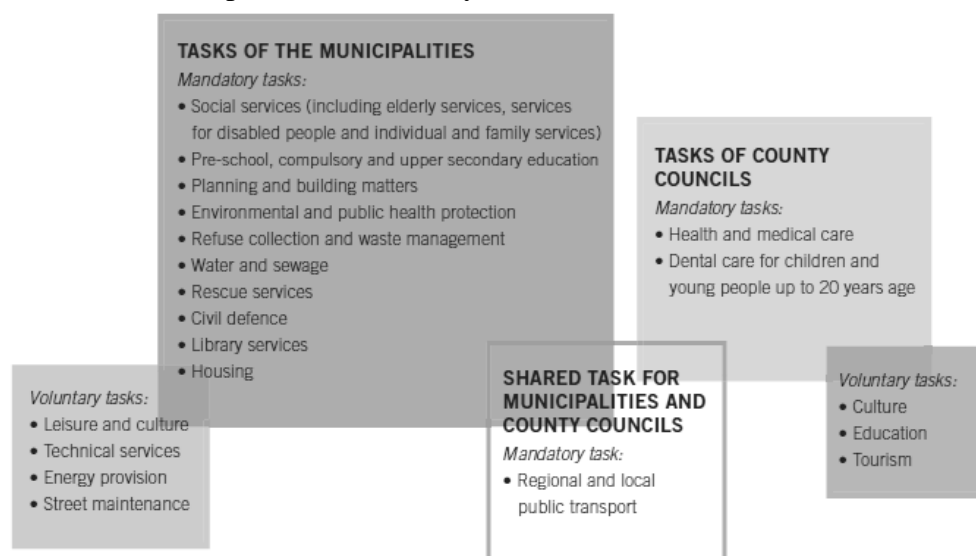 TASKS OF THE MUNICIPALITIES
Mandatory tasks:
• Social services (including elderly services, services
for disabled people and individual and family services)
• Pre-school, compulsory and upper secondary education
• Planning and building matters
• Environmental and public health protection
• Refuse collection and waste management
• Water and sewage
• Rescue services
• Civil defence
• Library services
• Housing
Voluntary tasks:
• Leisure and culture
• Technical services
• Energy provision
• Street maintenance
SHARED TASK FOR
MUNICIPALITIES AND
COUNTY COUNCILS
Mandatory task:
• Regional and local
public transport
TASKS OF COUNTY
COUNCILS
Mandatory tasks:
• Health and medical care
• Dental care for children and
young people up to 20 years age
Voluntary tasks:
• Culture
• Education
• Tourism